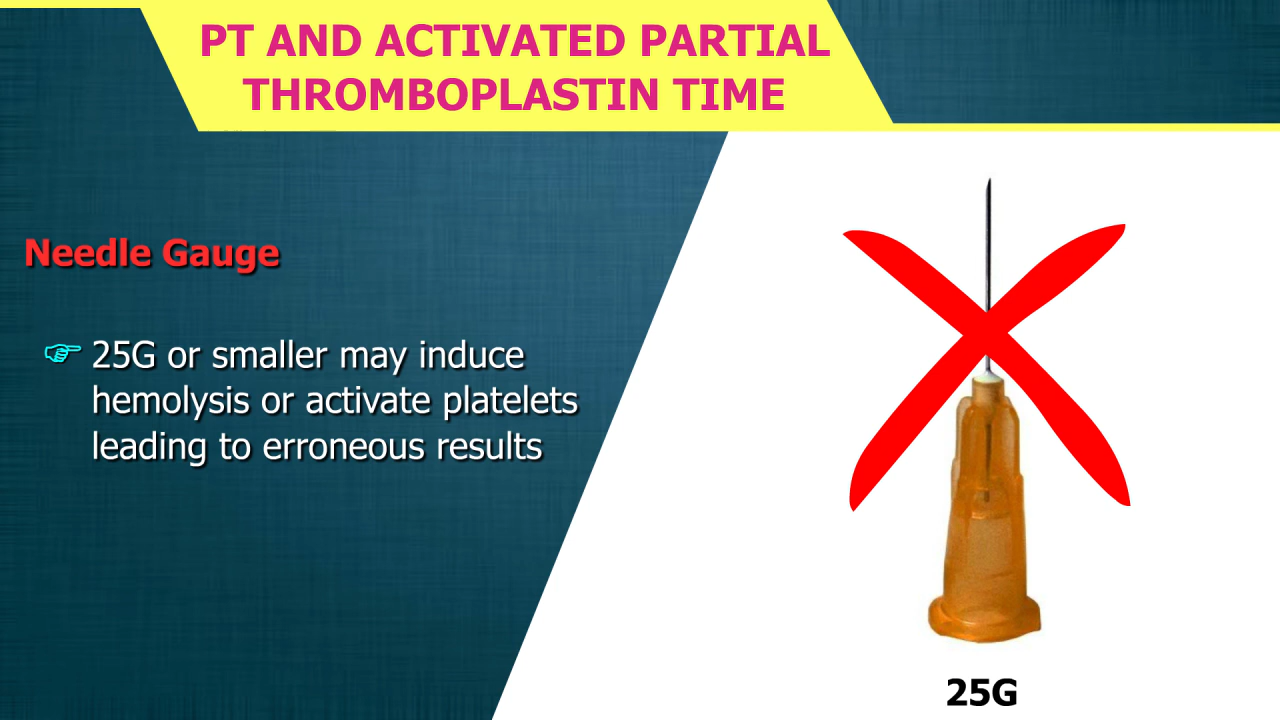 PT AND ACTIVATED PARTIAL
THROMBOPLASTIN TIME
Needle Gauge
☞ 25G or smaller may induce
hemolysis or activate platelets
leading to erroneous results
25G